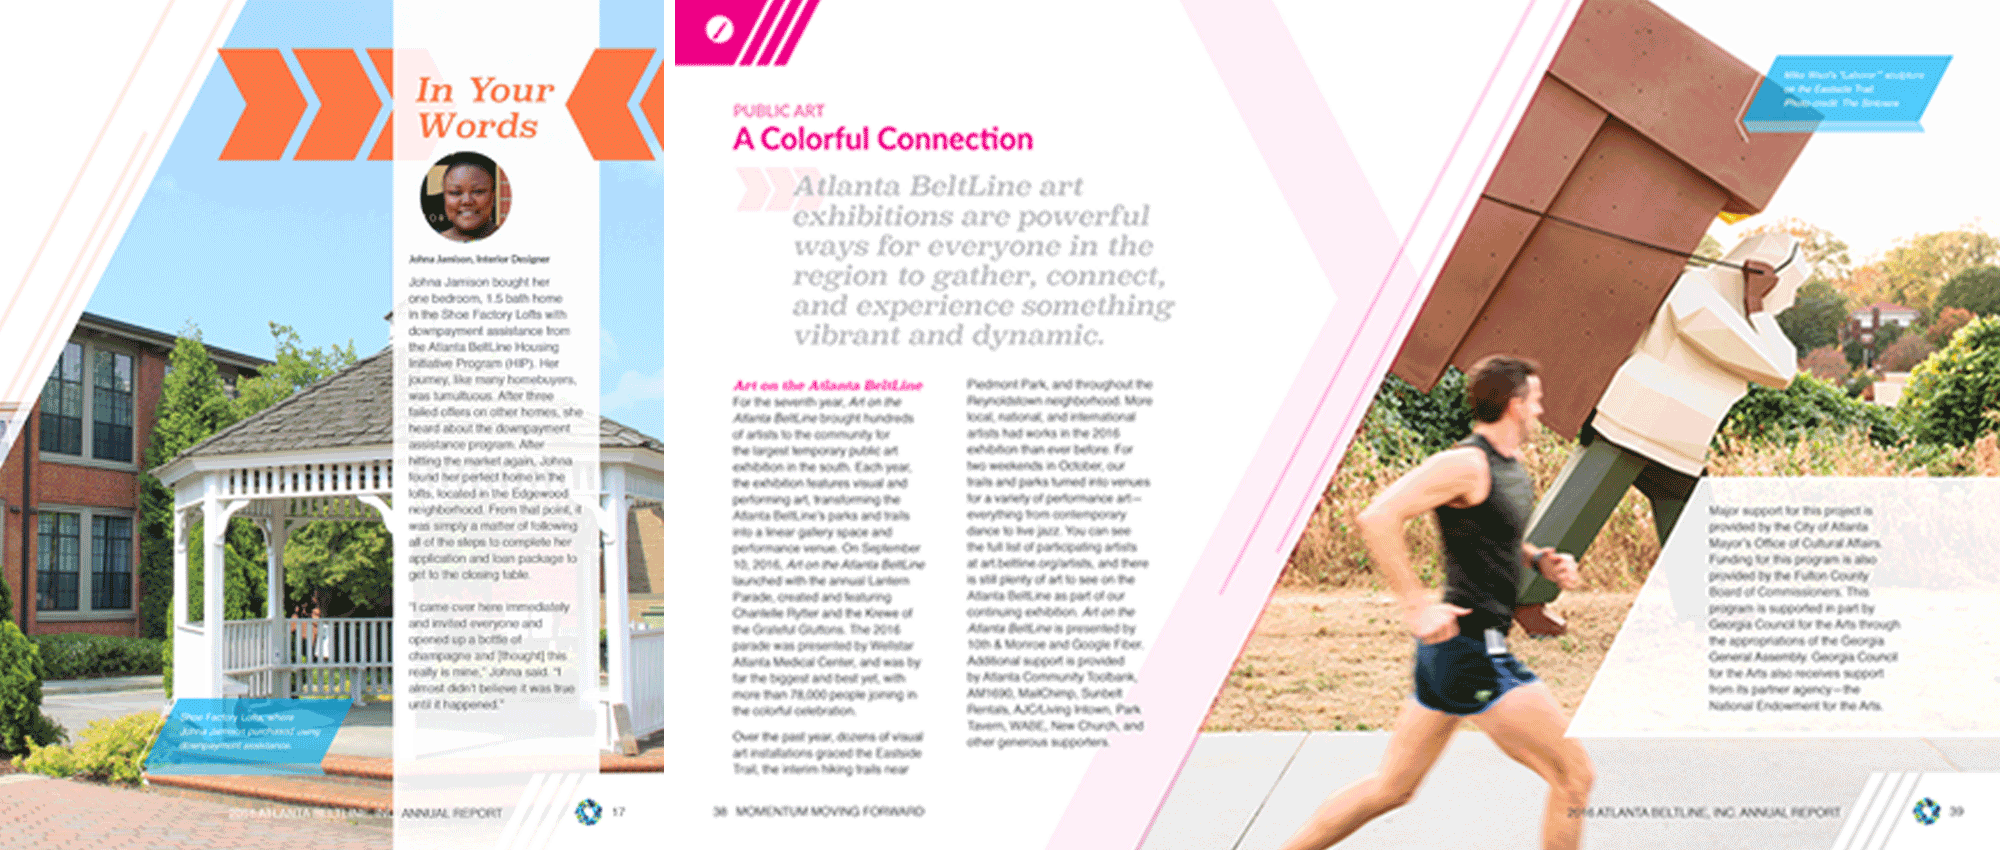 In Your
Words
Johna Jamison, Interior Designer
Johna Jamison bought her
one bedroom, 1.5 bath home
in the Shoe Factory Lofts with
downpayment assistance from
the Atlanta BeltLine Housing
Initiative Program (HIP). Her
journey, like many homebuyers,
was tumultuous. After three
failed offers on other homes, she
heard about the downpayment
assistance program. After
hitting the market again, Johna
found her perfect home in the
lofts, located in the Edgewood
neighborhood. From that point, it
was simply a matter of following
all of the steps to complete her
application and loan package to
get to the closing table.
"I came over here immediately
and invited everyone and
opened up a bottle of
champagne and [thought] this
really is mine," Johna said. "I
almost didn't believe it was true
until it happened."
Shoe Factory Lofts, where
Johna Jamison purchased using
downpayment assistance.
2016 ATLANTA BELTLINE, INC. ANNUAL REPORT
17
PUBLIC ART
A Colorful Connection
Atlanta BeltLine art
exhibitions are powerful
ways for everyone in the
region to gather, connect,
and experience something
vibrant and dynamic.
Art on the Atlanta BeltLine
For the seventh year, Art on the
Atlanta BeltLine brought hundreds
of artists to the community for
the largest temporary public art
exhibition in the south. Each year,
the exhibition features visual and
performing art, transforming the
Atlanta BeltLine's parks and trails
into a linear gallery space and
performance venue. On September
10, 2016, Art on the Atlanta BeltLine
launched with the annual Lantern
Parade, created and featuring
Chantelle Rytter and the Krewe of
the Grateful Gluttons. The 2016
parade was presented by Wellstar
Atlanta Medical Center, and was by
far the biggest and best yet, with
more than 78,000 people joining in
the colorful celebration.
Over the past year, dozens of visual
art installations graced the Eastside
Trail, the interim hiking trails near
Piedmont Park, and throughout the
Reynoldstown neighborhood. More
local, national, and international
artists had works in the 2016
exhibition than ever before. For
two weekends in October, our
trails and parks turned into venues
for a variety of performance art—
everything from contemporary
dance to live jazz. You can see
the full list of participating artists
at art.beltline.org/artists, and there
is still plenty of art to see on the
Atlanta BeltLine as part of our
continuing exhibition. Art on the
Atlanta BeltLine is presented by
10th & Monroe and Google Fiber.
Additional support is provided
by Atlanta Community Toolbank,
AM1690, MailChimp, Sunbelt
Rentals, AJC/Living Intown, Park
Tavern, WABE, New Church, and
other generous supporters.
38 MOMENTUM MOVING FORWARD
Mike Wsol's "Laborer" sculpture
on the Eastside Trail.
Photo credit: The Sintoses
Major support for this project is
provided by the City of Atlanta
Mayor's Office of Cultural Affairs.
Funding for this program is also
provided by the Fulton County
Board of Commissioners. This
program is supported in part by
Georgia Council for the Arts through
the appropriations of the Georgia
General Assembly. Georgia Council
for the Arts also receives support
from its partner agency—the
National Endowment for the Arts.
2016 ATLANTA BELTLINE, INC. ANNUAL REPORT
39